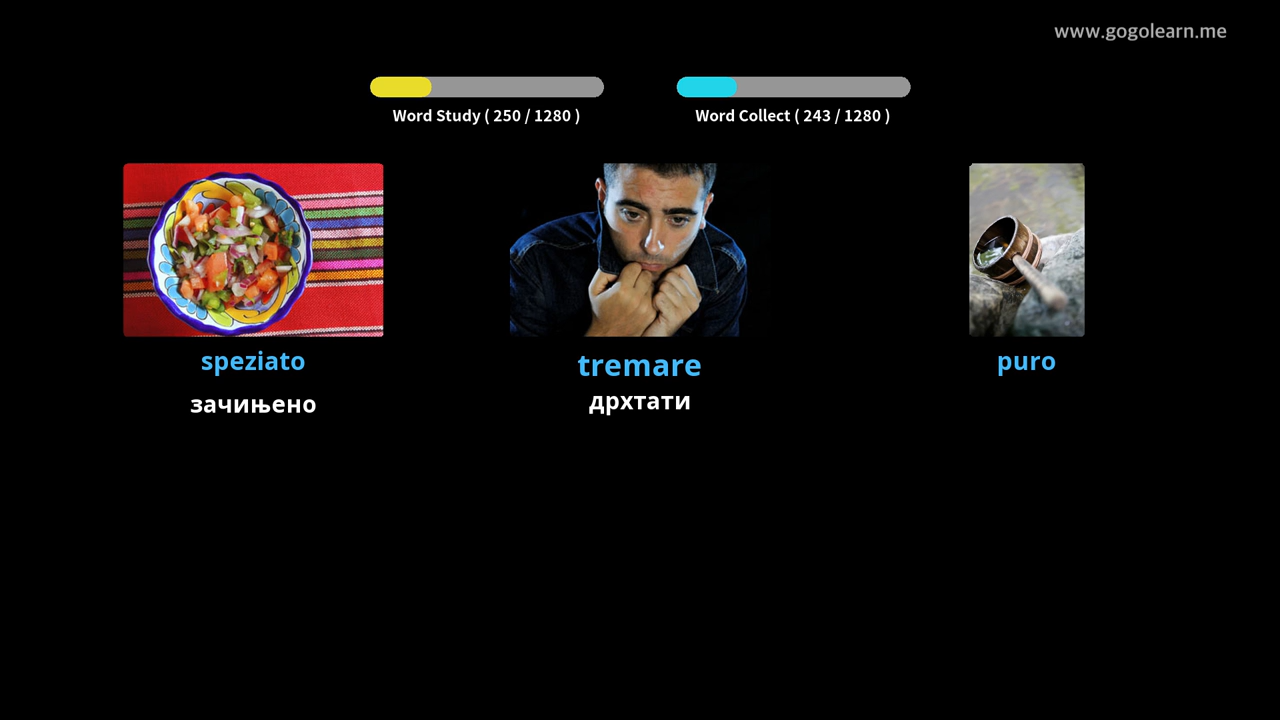 www.gogolearn.me
Word Study ( 250 / 1280 )
Word Collect ( 243 / 1280 )
speziato
зачињено
tremare
дрхтати
puro